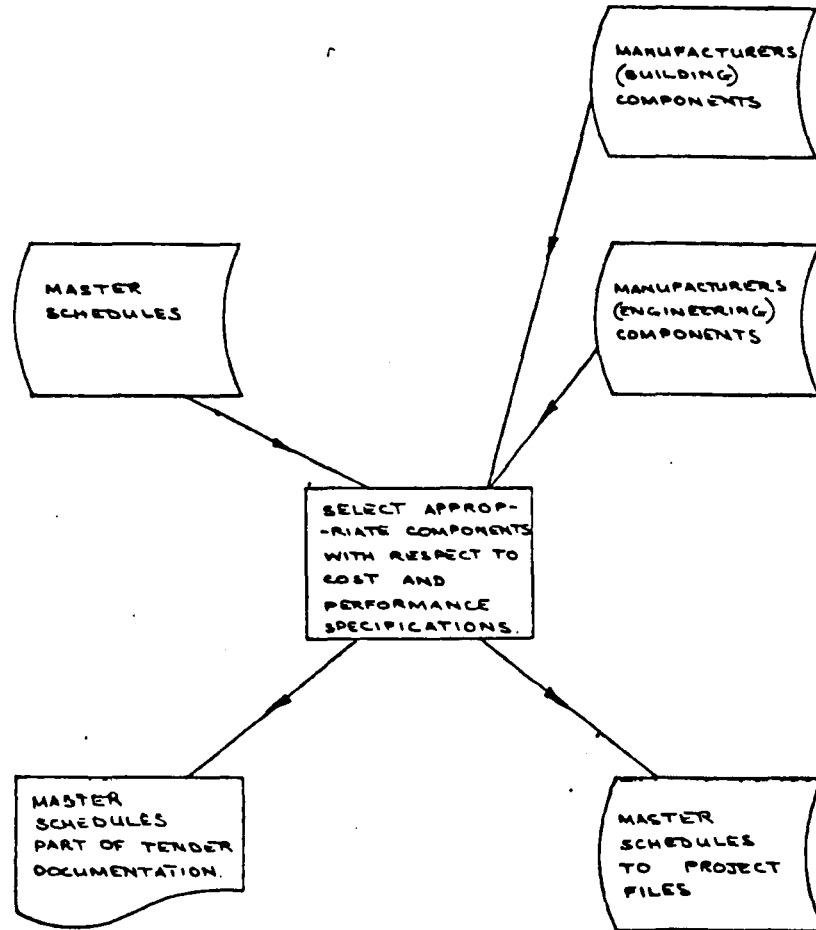 MANUFACTURERS
(BUILDING)
COMPONENTS
MASTER
SCHEDULES
MANUFACTURERS
(ENGINEERING)
COMPONENTS
SELECT APPROP-
-RIATE COMPONENTS
WITH RESPECT TO
COST AND
PERFORMANCE
SPECIFICATIONS.
MASTER
SCHEDULES
PART OF TENDER
DOCUMENTATION.
MASTER
SCHEDULES
TO PROJECT
FILES